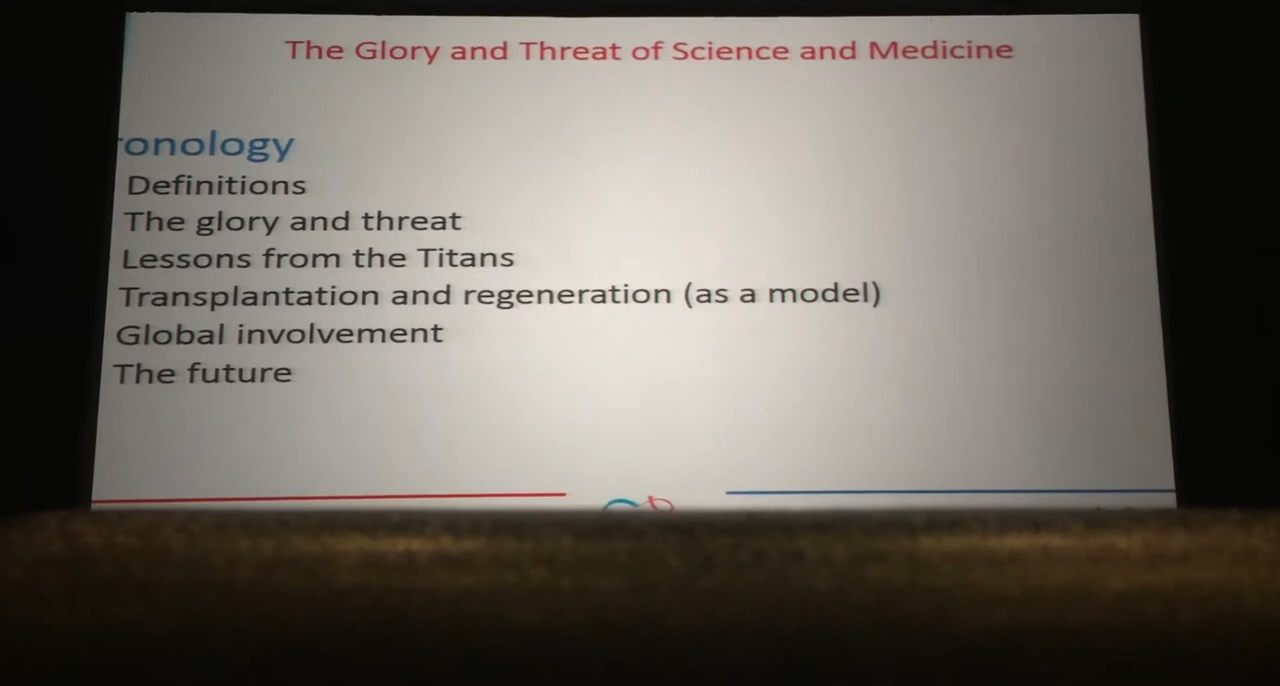 The Glory and Threat of Science and Medicine
ronology
Definitions
The glory and threat
Lessons from the Titans
Transplantation and regeneration (as a model)
Global involvement
The future